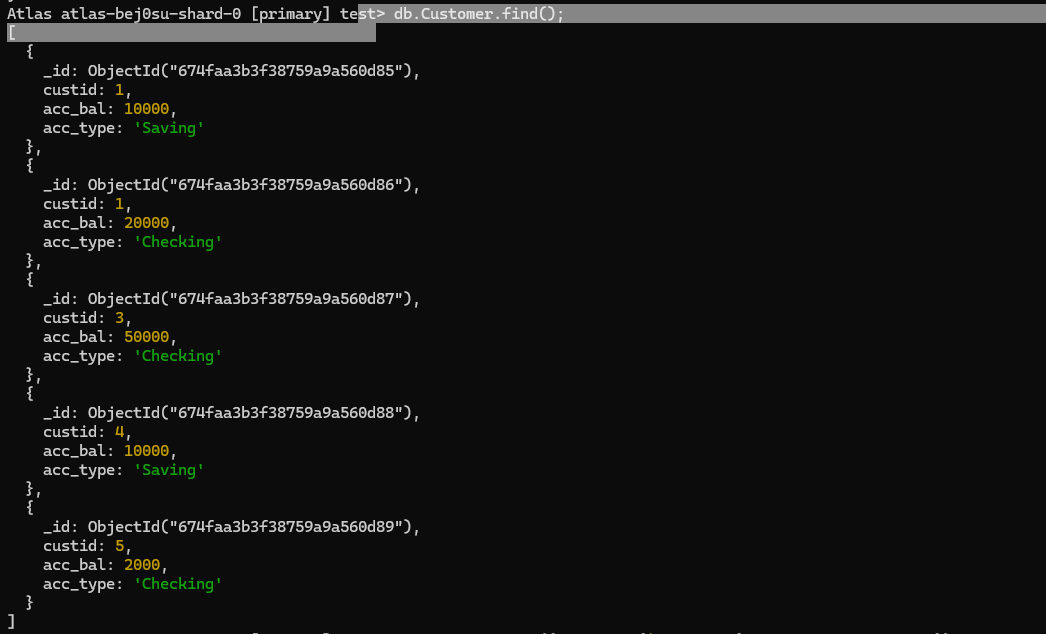 Atlas atlas-bej0su-shard-0 [primary] test> db.Customer.find();
[
  {
    _id: ObjectId("674faa3b3f38759a9a560d85"),
    custid: 1,
    acc_bal: 10000,
    acc_type: 'Saving'
  },
  {
    _id: ObjectId("674faa3b3f38759a9a560d86"),
    custid: 1,
    acc_bal: 20000,
    acc_type: 'Checking'
  },
  {
    _id: ObjectId("674faa3b3f38759a9a560d87"),
    custid: 3,
    acc_bal: 50000,
    acc_type: 'Checking'
  },
  {
    _id: ObjectId("674faa3b3f38759a9a560d88"),
    custid: 4,
    acc_bal: 10000,
    acc_type: 'Saving'
  },
  {
    _id: ObjectId("674faa3b3f38759a9a560d89"),
    custid: 5,
    acc_bal: 2000,
    acc_type: 'Checking'
  }
]